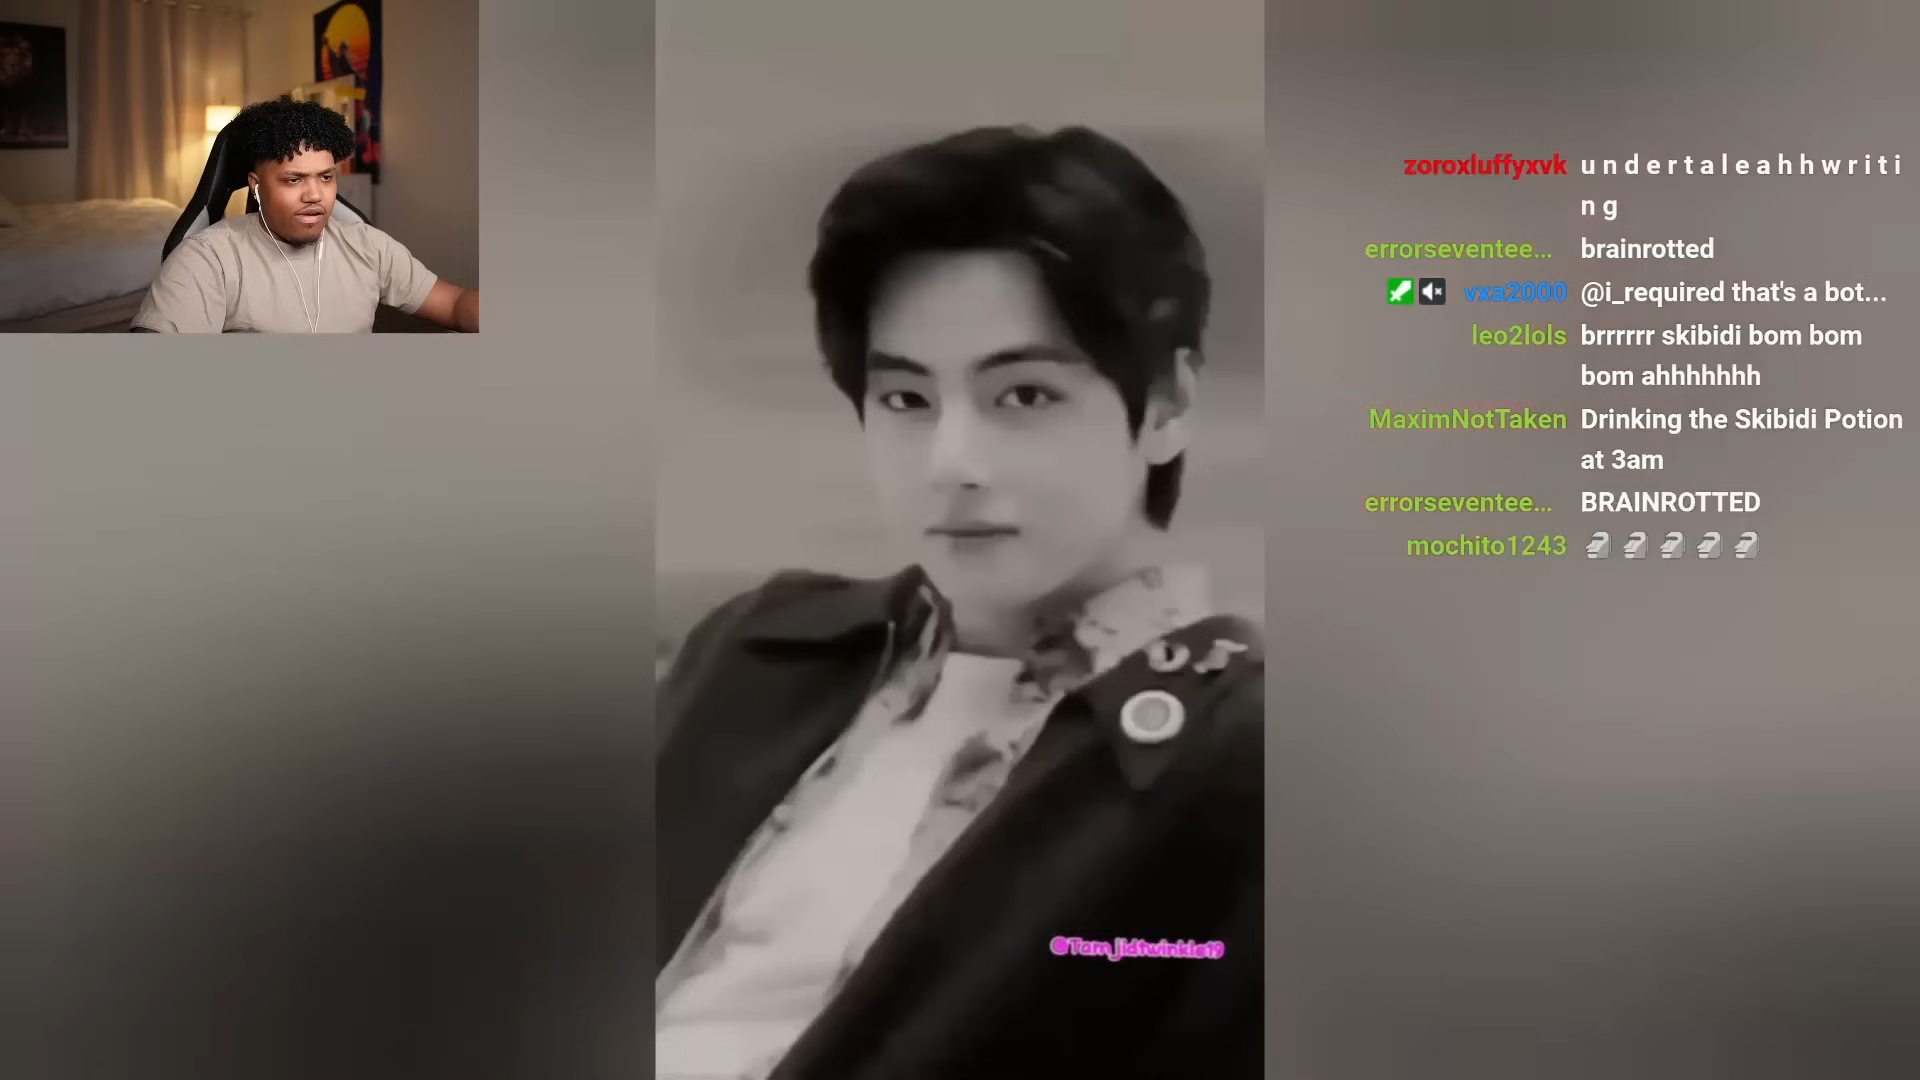 zoroxluffyxvk u n d e r t a l e a h h w r i t i
n g
errorseventee... brainrotted
vxa2000 @i_required that's a bot...
leo2lols brrrrrr skibidi bom bom
bom ahhhhhhh
MaximNotTaken Drinking the Skibidi Potion
at 3am
errorseventee... BRAINROTTED
mochito1243 🗿 🗿 🗿 🗿 🗿
@Tam_jidtwinkle19